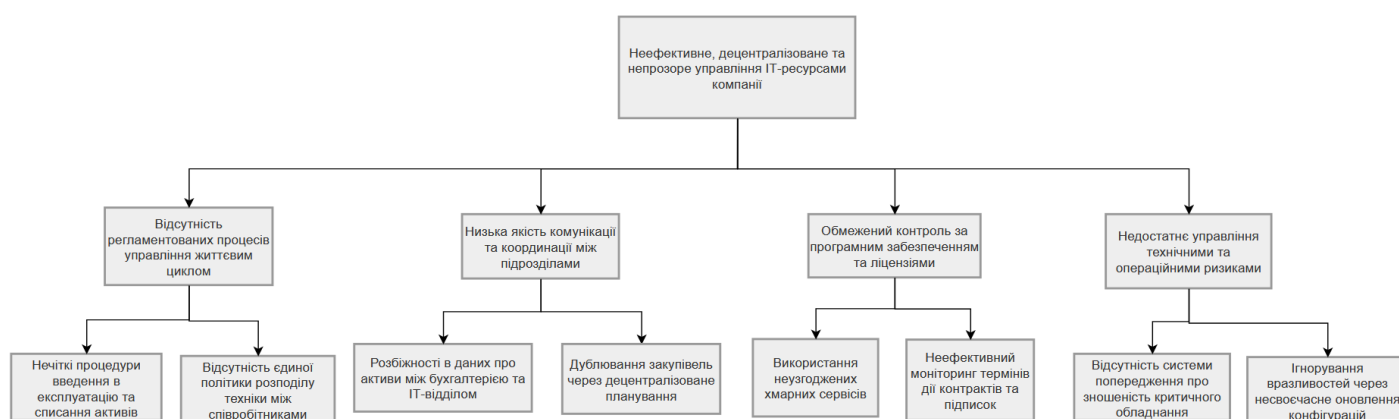 Неефективне, децентралізоване та
непрозоре управління ІТ-ресурсами
компанії
Відсутність
регламентованих процесів
управління життєвим
циклом
Низька якість комунікації
та координації між
підрозділами
Обмежений контроль за
програмним забезпеченням
та ліцензіями
Недостатнє управління
технічними та
операційними ризиками
Нечіткі процедури
введення в
експлуатацію та
списання активів
Відсутність єдиної
політики розподілу
техніки між
співробітниками
Розбіжності в даних про
активи між бухгалтерією та
ІТ-відділом
Дублювання закупівель
через децентралізоване
планування
Використання
неузгоджених
хмарних сервісів
Неефективний
моніторинг термінів
дії контрактів та
підписок
Відсутність системи
попередження про
зношеність критичного
обладнання
Ігнорування
вразливостей через
несвоєчасне оновлення
конфігурацій